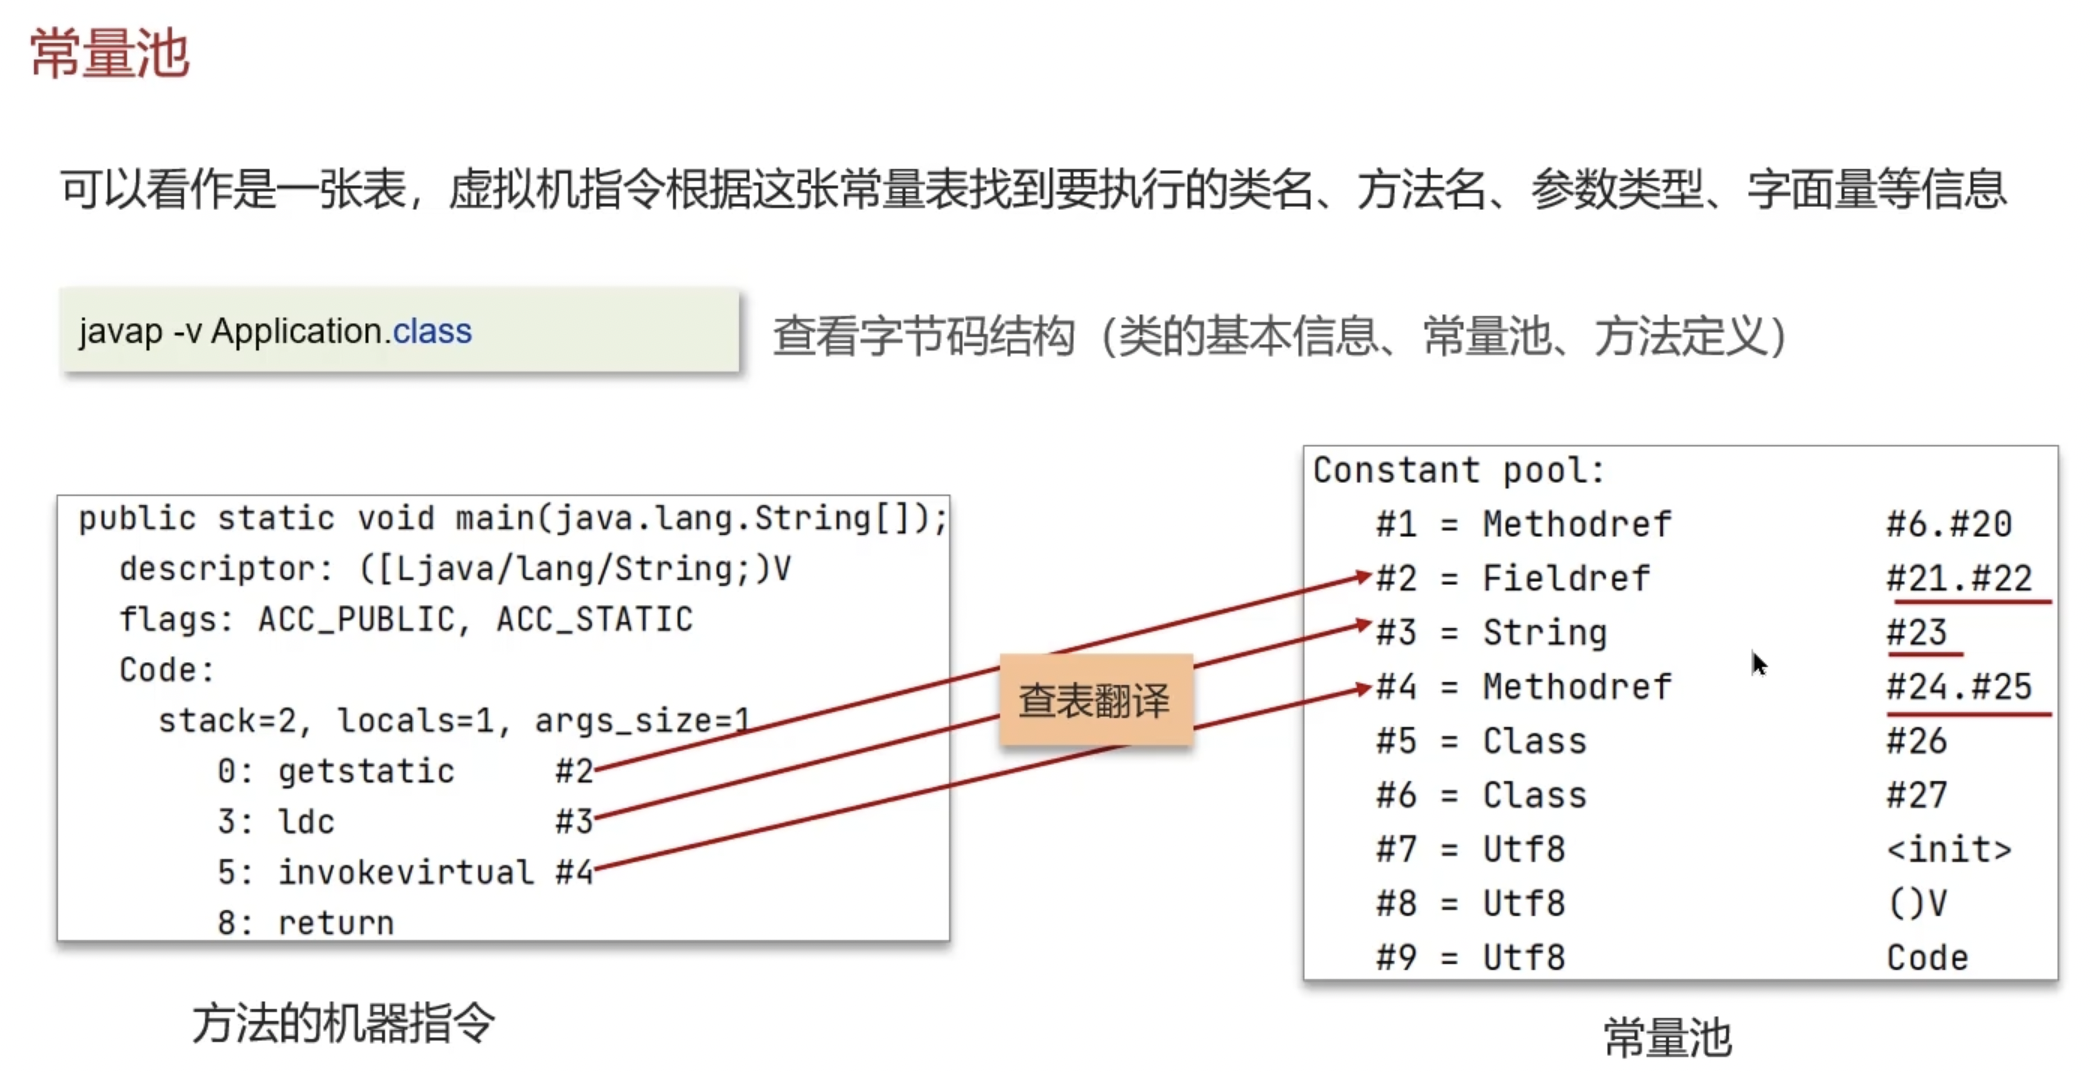 常量池
可以看作是一张表，虚拟机指令根据这张常量表找到要执行的类名、方法名、参数类型、字面量等信息
javap -v Application.class
查看字节码结构（类的基本信息、常量池、方法定义）
public static void main(java.lang.String[]);
descriptor: ([Ljava/lang/String;)V
flags: ACC_PUBLIC, ACC_STATIC
Code:
stack=2, locals=1, args_size=1
0: getstatic #2
3: ldc #3
5: invokevirtual #4
8: return
方法的机器指令
查表翻译
Constant pool:
#1 = Methodref #6.#20
#2 = Fieldref #21.#22
#3 = String #23
#4 = Methodref #24.#25
#5 = Class #26
#6 = Class #27
#7 = Utf8 <init>
#8 = Utf8 ()V
#9 = Utf8 Code
常量池